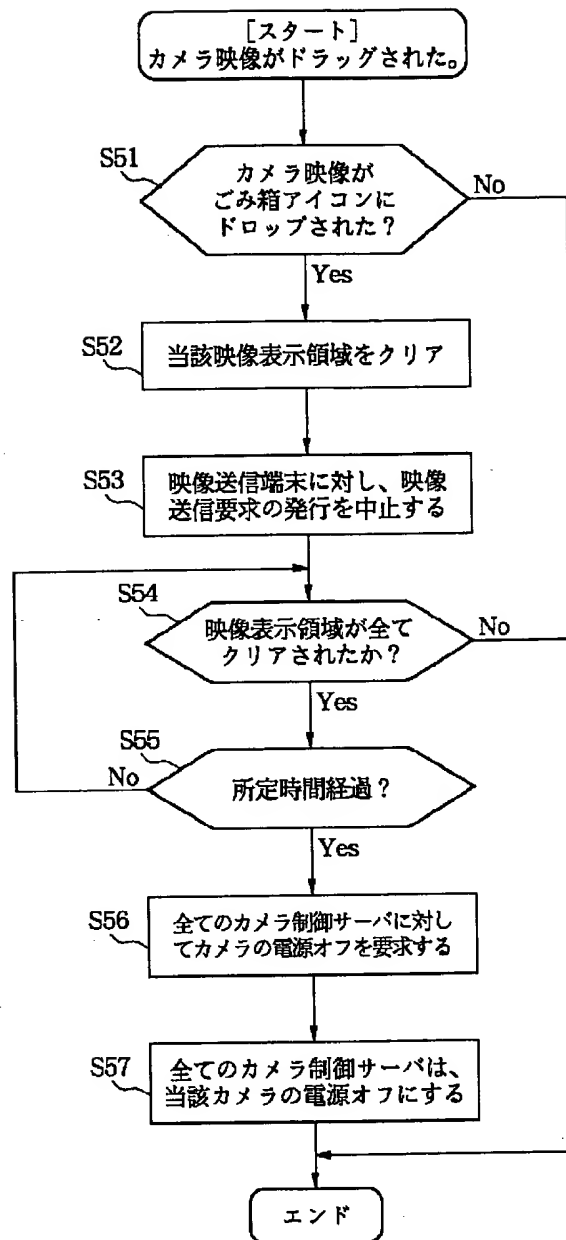 [スタート]
カメラ映像がドラッグされた。
S51
カメラ映像が
ごみ箱アイコンに
ドロップされた？
No
Yes
S52
当該映像表示領域をクリア
S53
映像送信端末に対し、映像
送信要求の発行を中止する
S54
映像表示領域が全て
クリアされたか？
No
Yes
S55
所定時間経過？
No
Yes
S56
全てのカメラ制御サーバに対し
てカメラの電源オフを要求する
S57
全てのカメラ制御サーバは、
当該カメラの電源オフにする
エンド